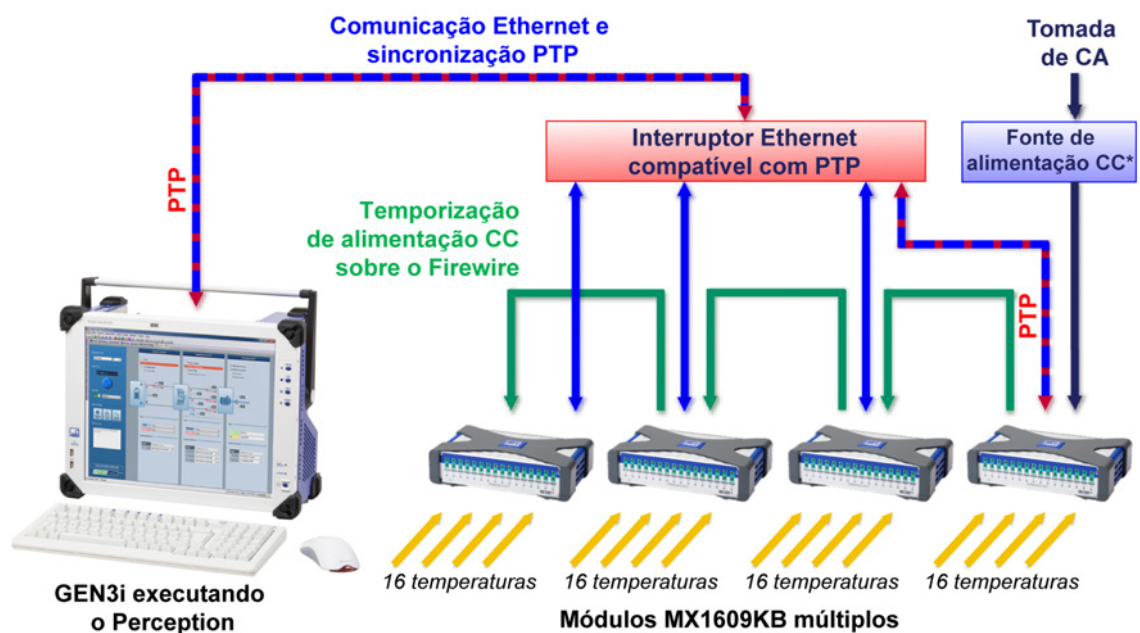 Comunicação Ethernet e
sincronização PTP
Tomada
de CA
Interruptor Ethernet
compatível com PTP
Fonte de
alimentação CC*
PTP
Temporização
de alimentação CC
sobre o Firewire
PTP
16 temperaturas
16 temperaturas
16 temperaturas
16 temperaturas
GEN3i executando
o Perception
Módulos MX1609KB múltiplos